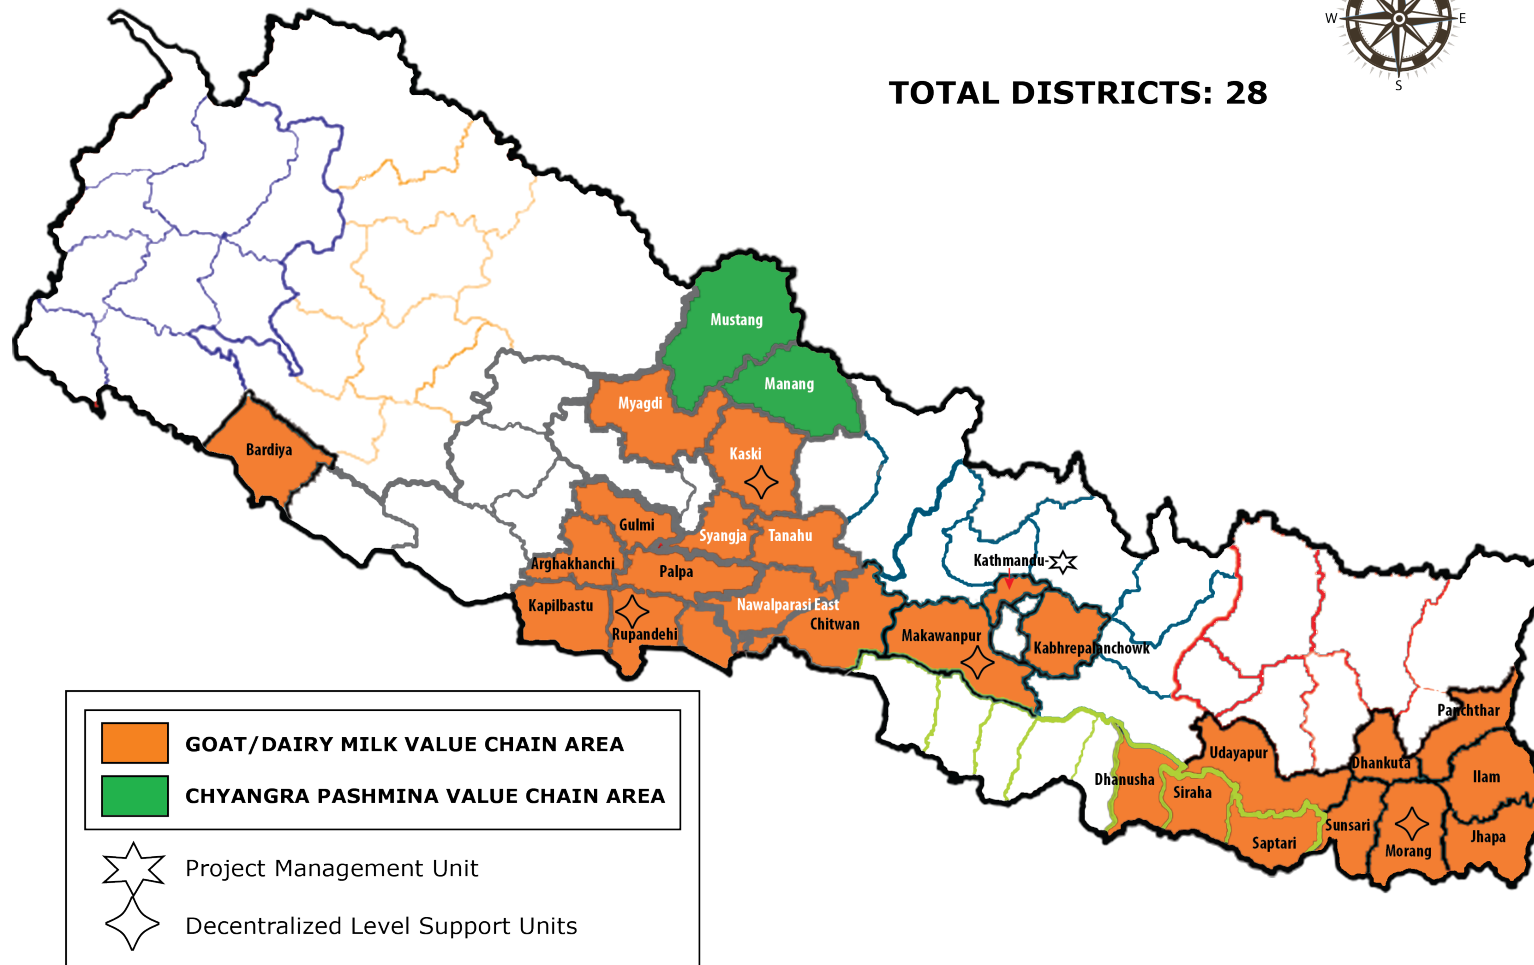 W
E
S
TOTAL DISTRICTS: 28
Mustang
Manang
Myagdi
Bardiya
Kaski
Gulmi
Syangja
Tanahu
Arghakhanchi
Palpa
Kathmandu-
Kapilbastu
Nawalparasi East
Rupandehi
Chitwan
Makawanpur
Kabhrepalanchowk
Panchthar
Udayapur
Dhankuta
Ilam
Dhanusha
Siraha
Sunsari
Saptari
Morang
Jhapa
GOAT/DAIRY MILK VALUE CHAIN AREA
CHYANGRA PASHMINA VALUE CHAIN AREA
Project Management Unit
Decentralized Level Support Units